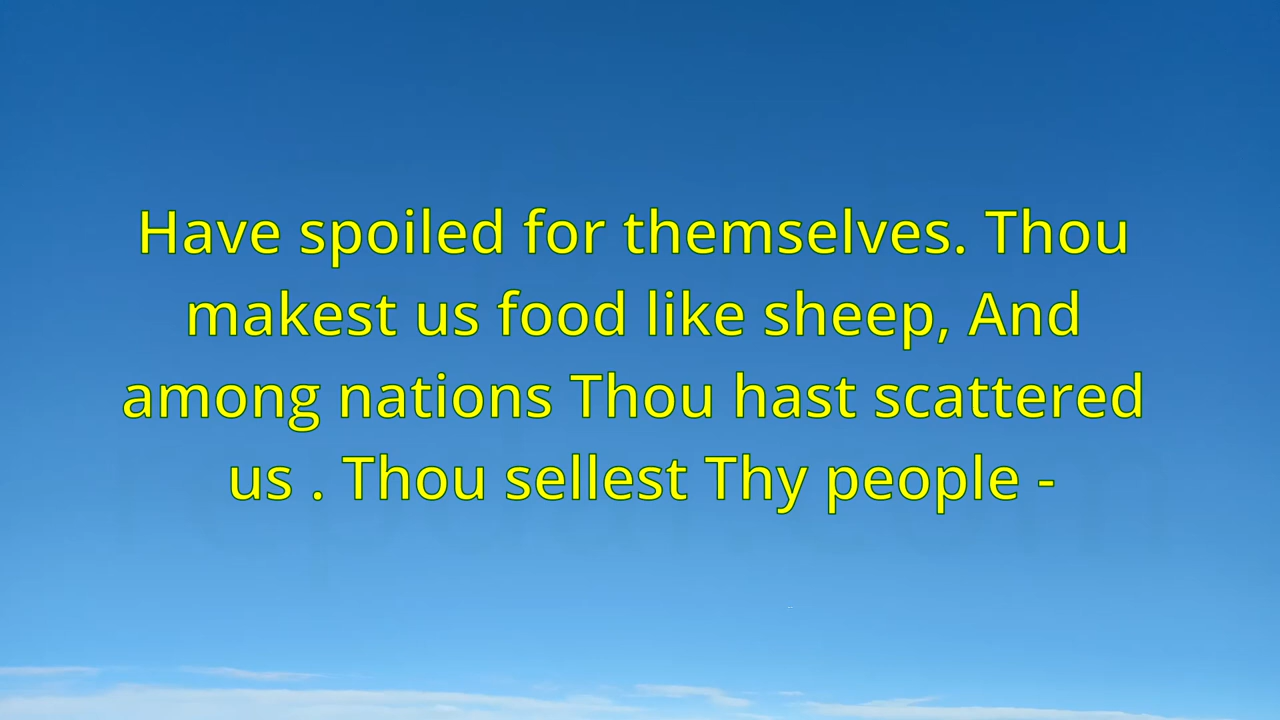 Have spoiled for themselves. Thou
makest us food like sheep, And
among nations Thou hast scattered
us . Thou sellest Thy people -